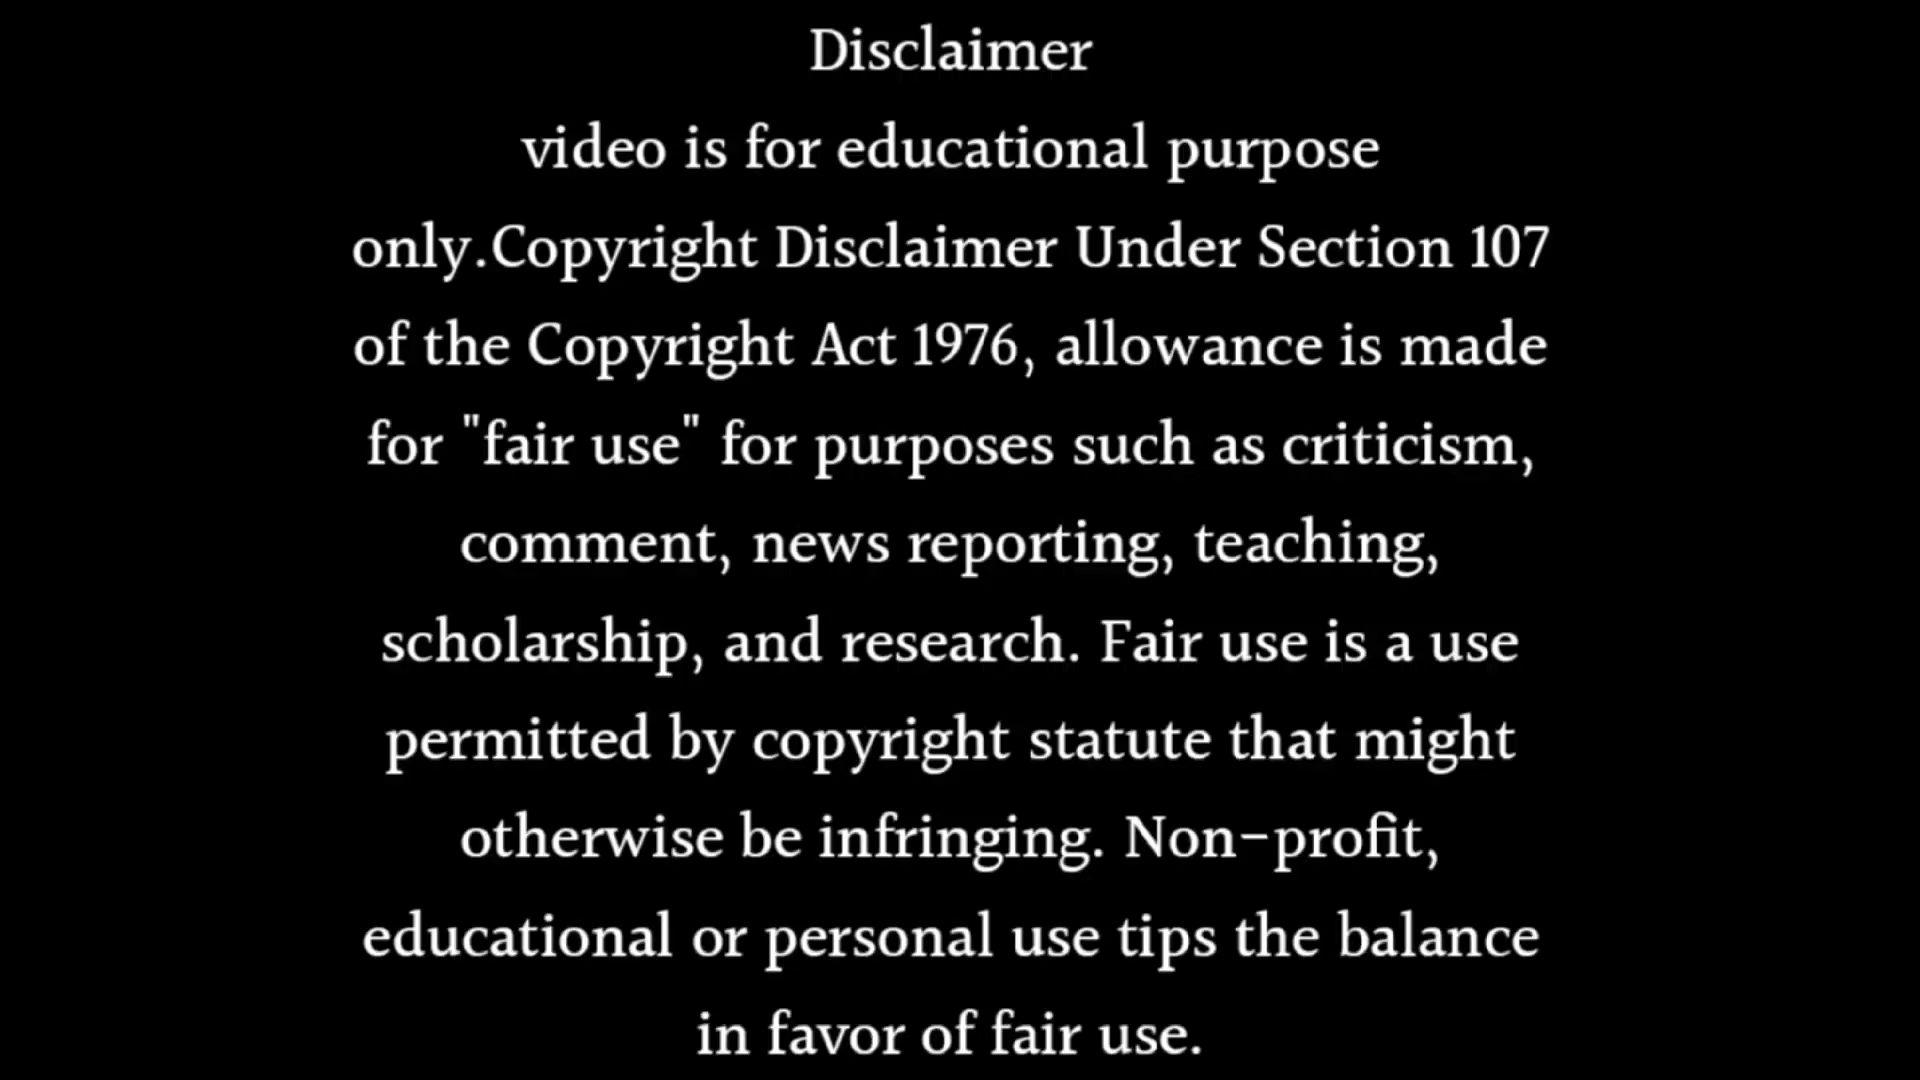 Disclaimer
video is for educational purpose
only.Copyright Disclaimer Under Section 107
of the Copyright Act 1976, allowance is made
for "fair use" for purposes such as criticism,
comment, news reporting, teaching,
scholarship, and research. Fair use is a use
permitted by copyright statute that might
otherwise be infringing. Non-profit,
educational or personal use tips the balance
in favor of fair use.